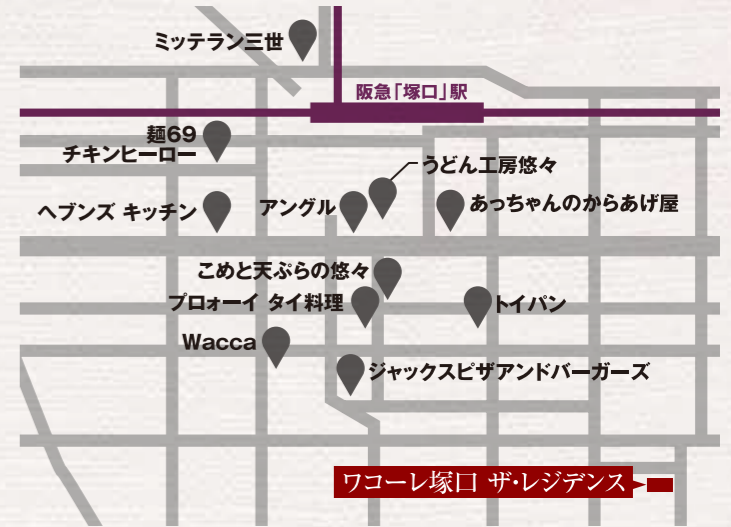 ミッテラン三世
阪急「塚口」駅
麺69
チキンヒーロー
うどん工房悠々
ヘブンズ キッチン
アングル
あっちゃんのからあげ屋
こめと天ぷらの悠々
プロォーイ タイ料理
トイパン
Wacca
ジャックスピザアンドバーガーズ
ワコーレ塚口 ザ・レジデンス